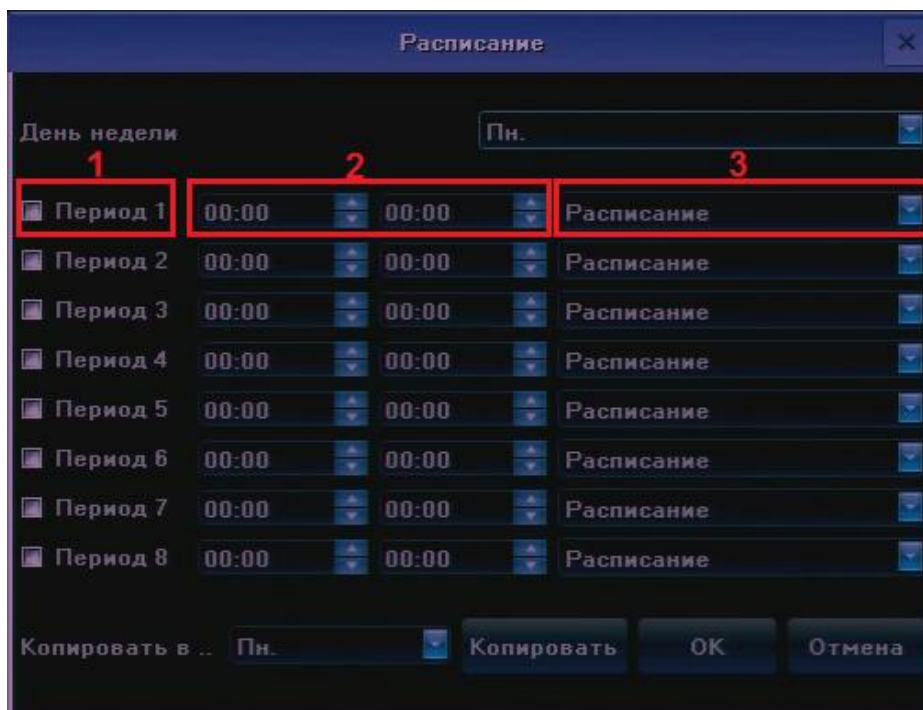 Расписание
День недели Пн.
1 2 3
Период 1 00:00 00:00 Расписание
Период 2 00:00 00:00 Расписание
Период 3 00:00 00:00 Расписание
Период 4 00:00 00:00 Расписание
Период 5 00:00 00:00 Расписание
Период 6 00:00 00:00 Расписание
Период 7 00:00 00:00 Расписание
Период 8 00:00 00:00 Расписание
Копировать в .. Пн. Копировать OK Отмена